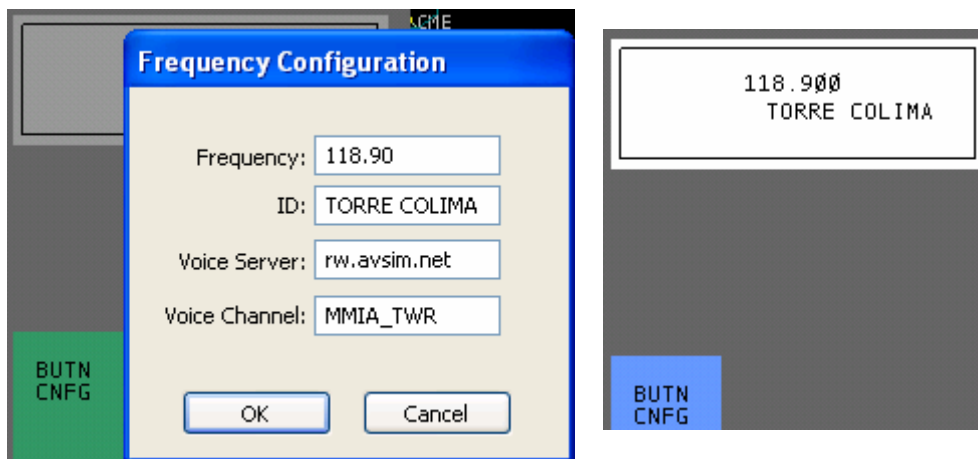 ACME
Frequency Configuration
Frequency: 118.90
ID: TORRE COLIMA
Voice Server: rw.avsim.net
Voice Channel: MMIA_TWR
OK Cancel
BUTN
CNFG
118.900
TORRE COLIMA
BUTN
CNFG